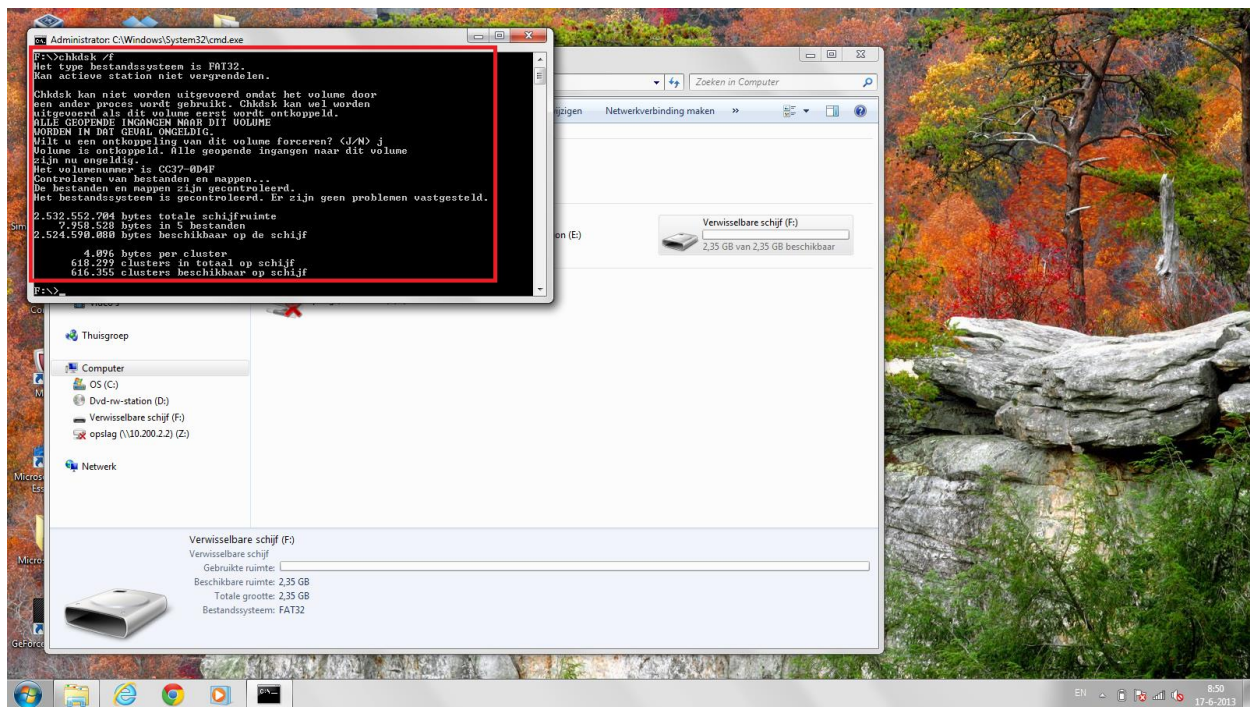 Administrator: C:\Windows\System32\cmd.exe
F:\>chkdsk /f
Het type bestandssysteem is FAT32.
Kan actieve station niet vergrendelen.
Chkdsk kan niet worden uitgevoerd omdat het volume door
een ander proces wordt gebruikt. Chkdsk kan wel worden
uitgevoerd als dit volume eerst wordt ontkoppeld.
ALLE GEOPENDE INGANGEN NAAR DIT VOLUME
WORDEN IN DAT GEVAL ONGELDIG.
Wilt u een ontkoppeling van dit volume forceren? (J/N) j
Volume is ontkoppeld. Alle geopende ingangen naar dit volume
zijn nu ongeldig.
Het volumenummer is CC37-0D4F
Controleren van bestanden en mappen...
De bestanden en mappen zijn gecontroleerd.
Het bestandssysteem is gecontroleerd. Er zijn geen problemen vastgesteld.
2.532.552.704 bytes totale schijfruimte
7.958.528 bytes in 5 bestanden
2.524.590.080 bytes beschikbaar op de schijf
4.096 bytes per cluster
618.299 clusters in totaal op schijf
616.355 clusters beschikbaar op schijf
F:\>_
Zoeken in Computer
ijzigen Netwerkverbinding maken »
on (E:)
Verwisselbare schijf (F:)
2,35 GB van 2,35 GB beschikbaar
Thuisgroep
Computer
OS (C:)
Dvd-rw-station (D:)
Verwisselbare schijf (F:)
opslag (\\10.200.2.2) (Z:)
Netwerk
Verwisselbare schijf (F:)
Verwisselbare schijf
Gebruikte ruimte:
Beschikbare ruimte: 2,35 GB
Totale grootte: 2,35 GB
Bestandssysteem: FAT32
Sim
Co
M
Micros
Ess
Micro
GeForce
EN
8:50
17-6-2013